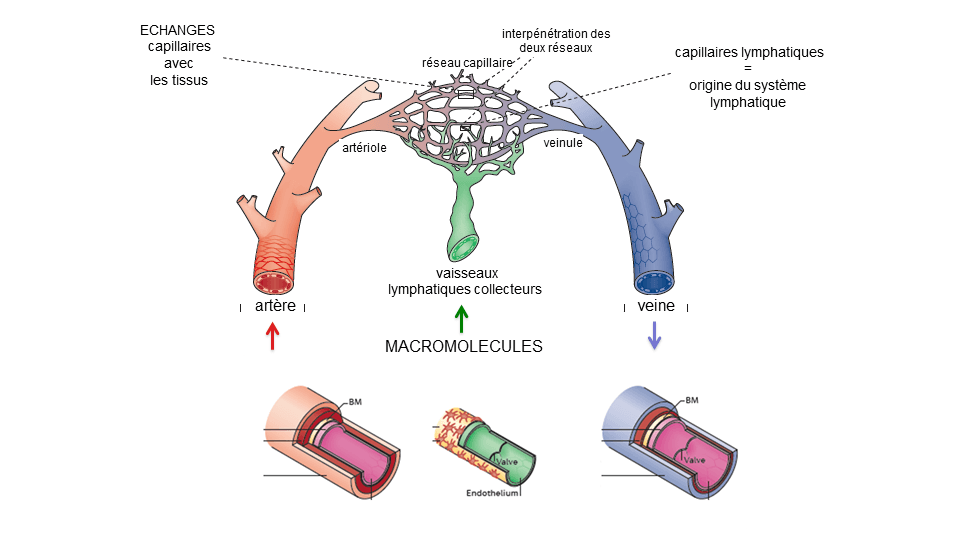 ECHANGES
capillaires
avec
les tissus
interpénétration des
deux réseaux
réseau capillaire
capillaires lymphatiques
=
origine du système
lymphatique
artériole
veinule
vaisseaux
lymphatiques collecteurs
artère
veine
MACROMOLECULES
BM
BM
Valve
Valve
Endothelium